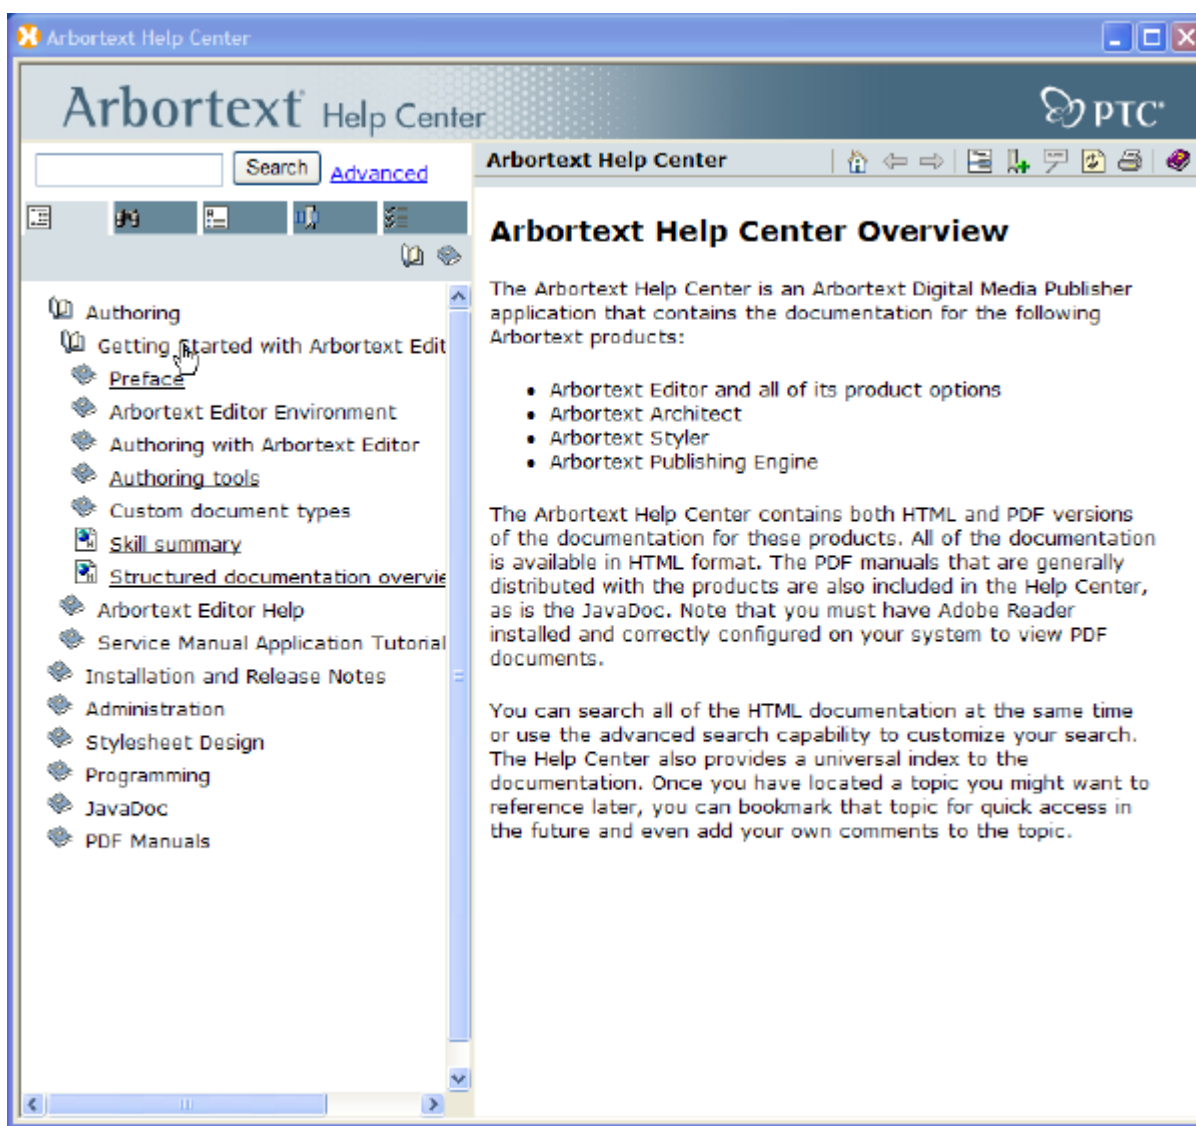 Arbortext Help Center
Arbortext Help Center
PTC
Search Advanced
Arbortext Help Center
Authoring
Getting Started with Arbortext Edit
Preface
Arbortext Editor Environment
Authoring with Arbortext Editor
Authoring tools
Custom document types
Skill summary
Structured documentation overvie
Arbortext Editor Help
Service Manual Application Tutorial
Installation and Release Notes
Administration
Stylesheet Design
Programming
JavaDoc
PDF Manuals
Arbortext Help Center Overview
The Arbortext Help Center is an Arbortext Digital Media Publisher
application that contains the documentation for the following
Arbortext products:
• Arbortext Editor and all of its product options
• Arbortext Architect
• Arbortext Styler
• Arbortext Publishing Engine
The Arbortext Help Center contains both HTML and PDF versions
of the documentation for these products. All of the documentation
is available in HTML format. The PDF manuals that are generally
distributed with the products are also included in the Help Center,
as is the JavaDoc. Note that you must have Adobe Reader
installed and correctly configured on your system to view PDF
documents.
You can search all of the HTML documentation at the same time
or use the advanced search capability to customize your search.
The Help Center also provides a universal index to the
documentation. Once you have located a topic you might want to
reference later, you can bookmark that topic for quick access in
the future and even add your own comments to the topic.